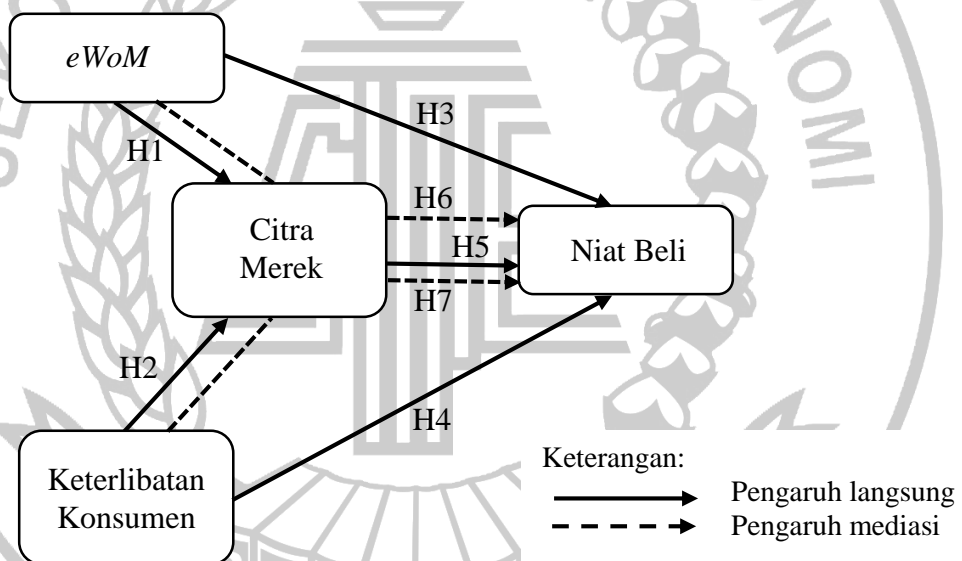 eWoM
H3
H1
H6
Citra
Merek
H5
Niat Beli
H7
H2
H4
Keterlibatan
Konsumen
Keterangan:
Pengaruh langsung
Pengaruh mediasi
NOMI